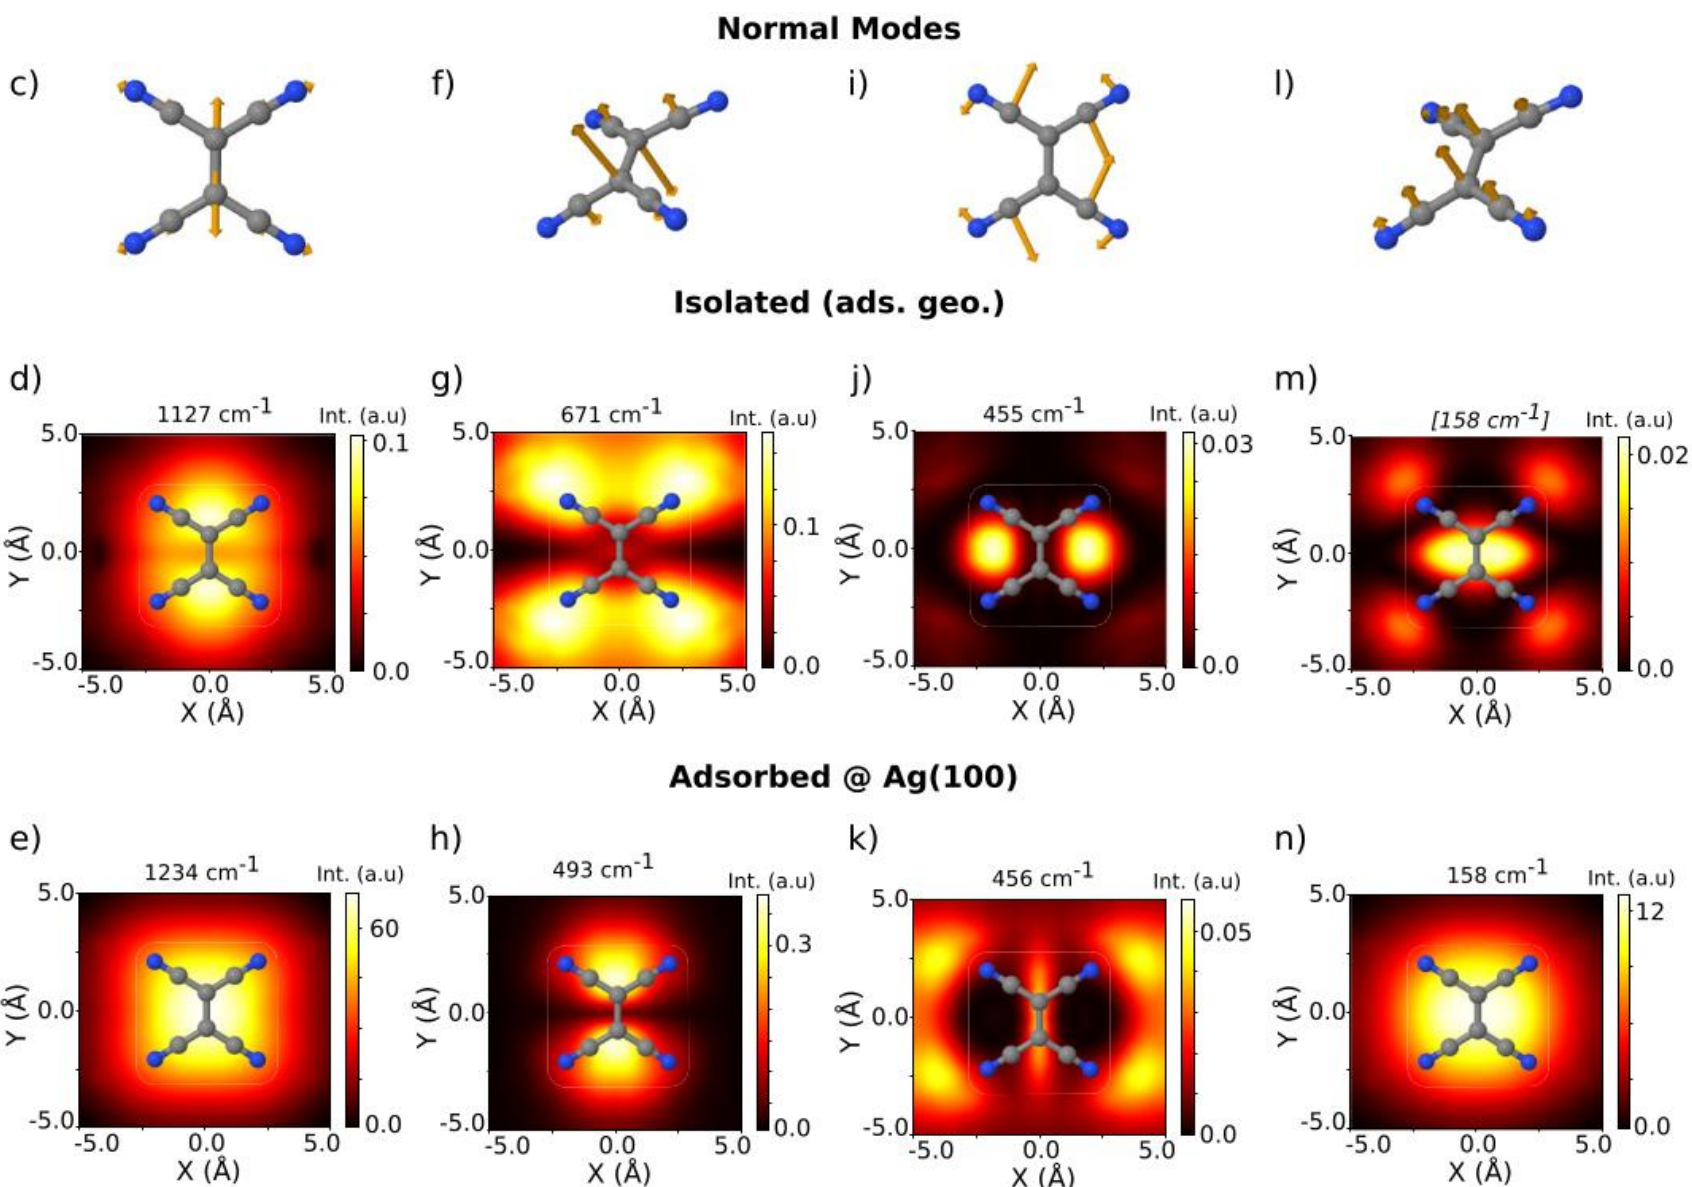 Normal Modes
c) f) i) l)
Isolated (ads. geo.)
d) g) j) m)
1127 cm-1 Int. (a.u) 671 cm-1 Int. (a.u) 455 cm-1 Int. (a.u) [158 cm-1] Int. (a.u)
5.0 0.1 5.0 5.0 0.03 5.0 0.02
Y (Å) 0.0 Y (Å) 0.0 0.1 Y (Å) 0.0 Y (Å) 0.0
-5.0 0.0 -5.0 0.0 -5.0 0.0 -5.0 0.0
-5.0 0.0 5.0 -5.0 0.0 5.0 -5.0 0.0 5.0 -5.0 0.0 5.0
X (Å) X (Å) X (Å) X (Å)
Adsorbed @ Ag(100)
e) h) k) n)
1234 cm-1 Int. (a.u) 493 cm-1 Int. (a.u) 456 cm-1 Int. (a.u) 158 cm-1 Int. (a.u)
5.0 60 5.0 0.3 5.0 0.05 5.0 12
Y (Å) 0.0 Y (Å) 0.0 Y (Å) 0.0 Y (Å) 0.0
-5.0 0.0 -5.0 0.0 -5.0 0.0 -5.0 0.0
-5.0 0.0 5.0 -5.0 0.0 5.0 -5.0 0.0 5.0 -5.0 0.0 5.0
X (Å) X (Å) X (Å) X (Å)